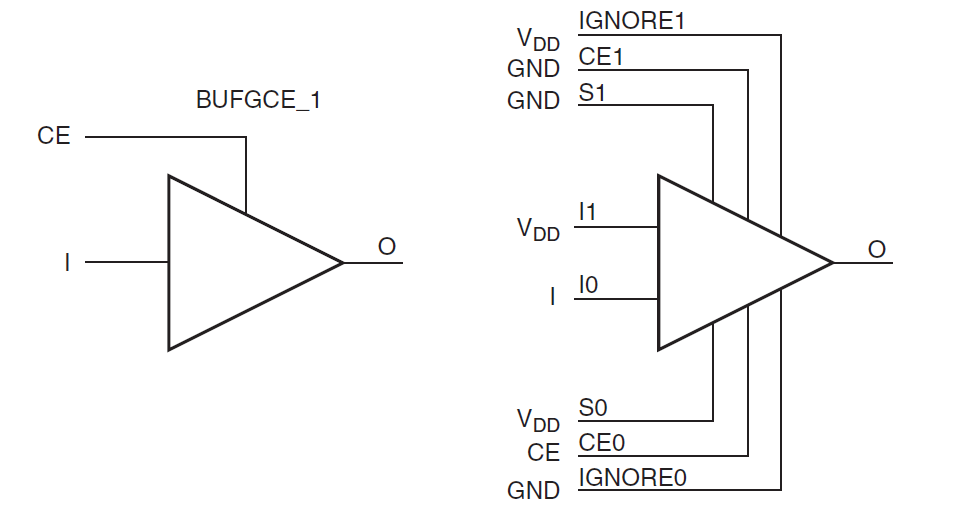 BUFGCE_1
CE
I
O
VDD IGNORE1
GND CE1
GND S1
VDD I1
I I0
O
VDD S0
CE CE0
GND IGNORE0